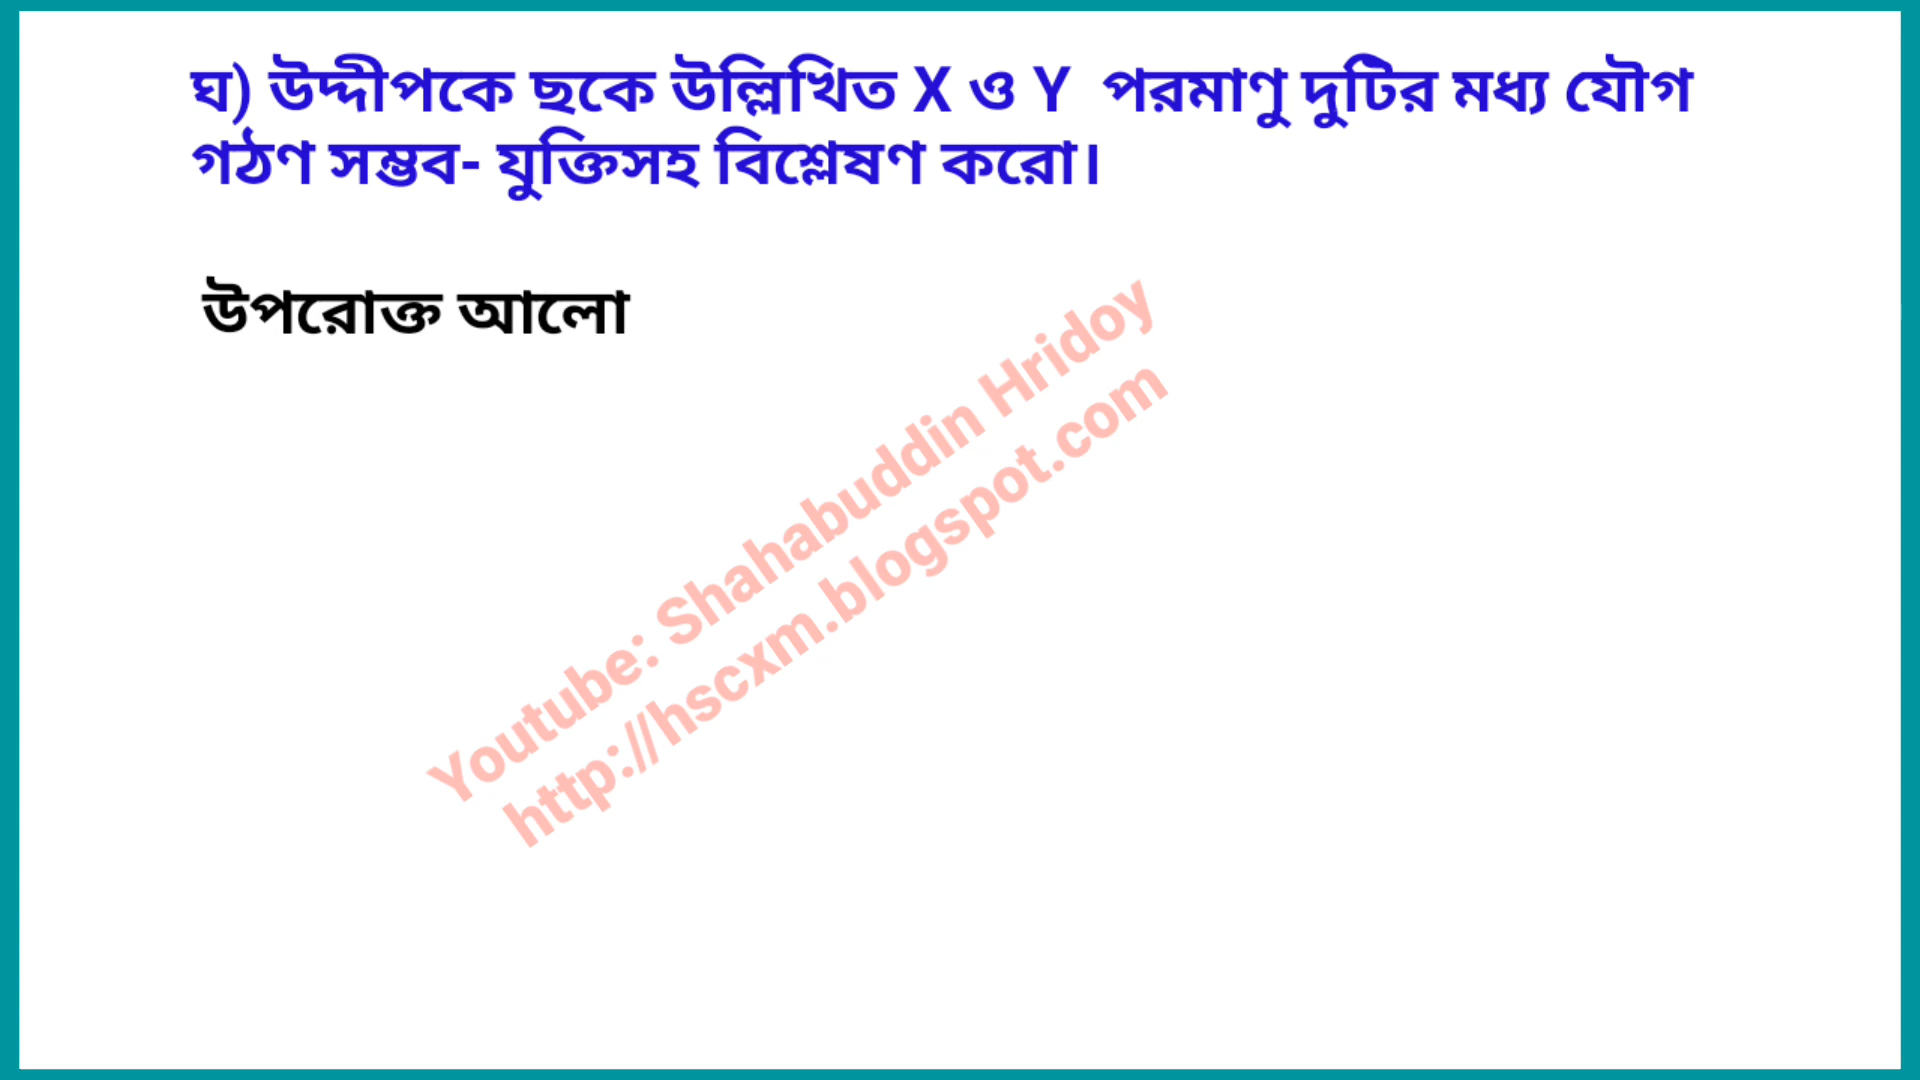 ঘ) উদ্দীপকে ছকে উল্লিখিত X ও Y পরমাণু দুটির মধ্য যৌগ
গঠণ সম্ভব- যুক্তিসহ বিশ্লেষণ করো।
উপরোক্ত আলো
Youtube: Shahabuddin Hridoy
http://hscxm.blogspot.com